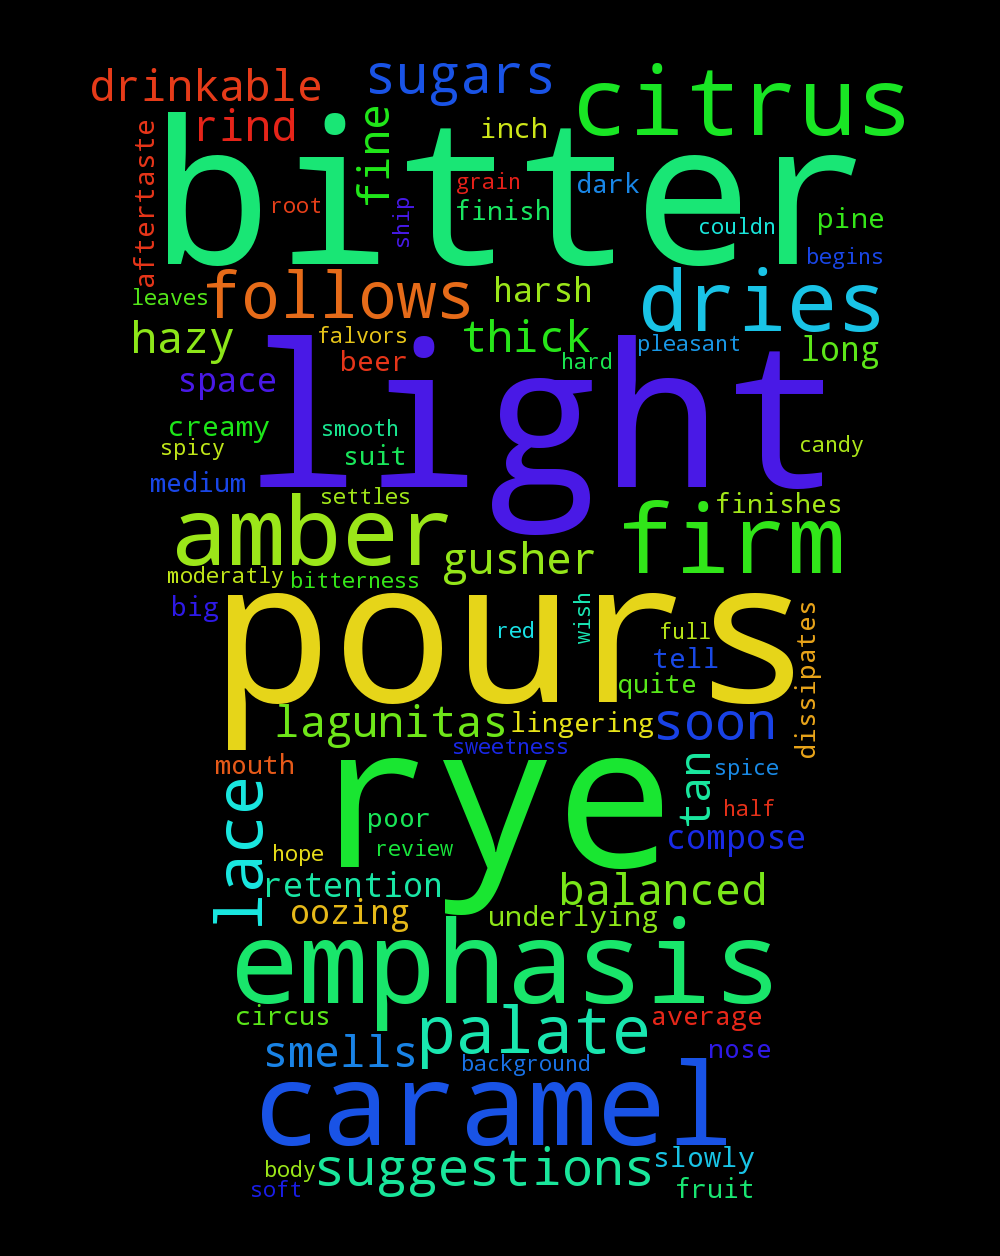 drinkable sugars citrus
rind fine inch
bitter
aftertaste root ship grain finish dark couldn pine begins
leaves follows harsh dries
hazy falvors thick pleasant long
beer hard
space light
creamy smooth candy
spicy suit
medium settles
amber gusher firm finishes
moderatly bitterness
big pours red wish full dissipates
tell
quite
lagunitas lingering soon
sweetness
mouth rye tan spice
lace poor half
hope review compose
retention balanced
oozing underlying
emphasis
circus palate average
smells background nose
caramel
body suggestions slowly
soft fruit